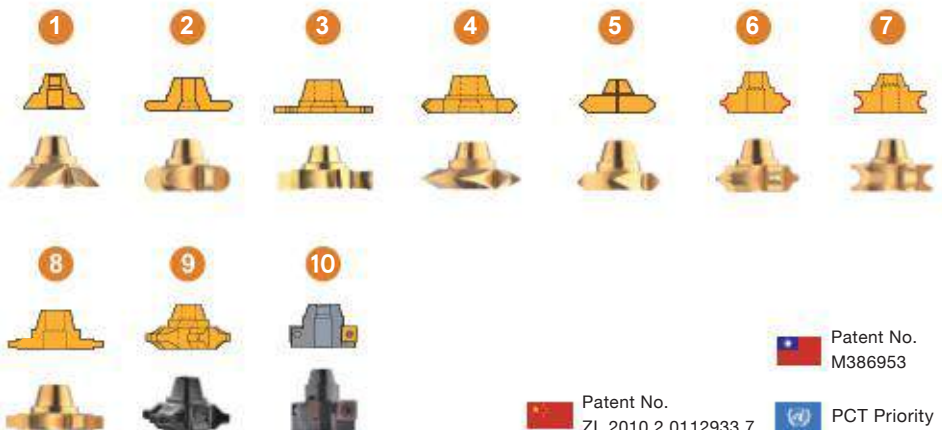 1 2 3 4 5 6 7
8 9 10
Patent No.
M386953
Patent No.
ZL 2010 2 0112933.7
PCT Priority